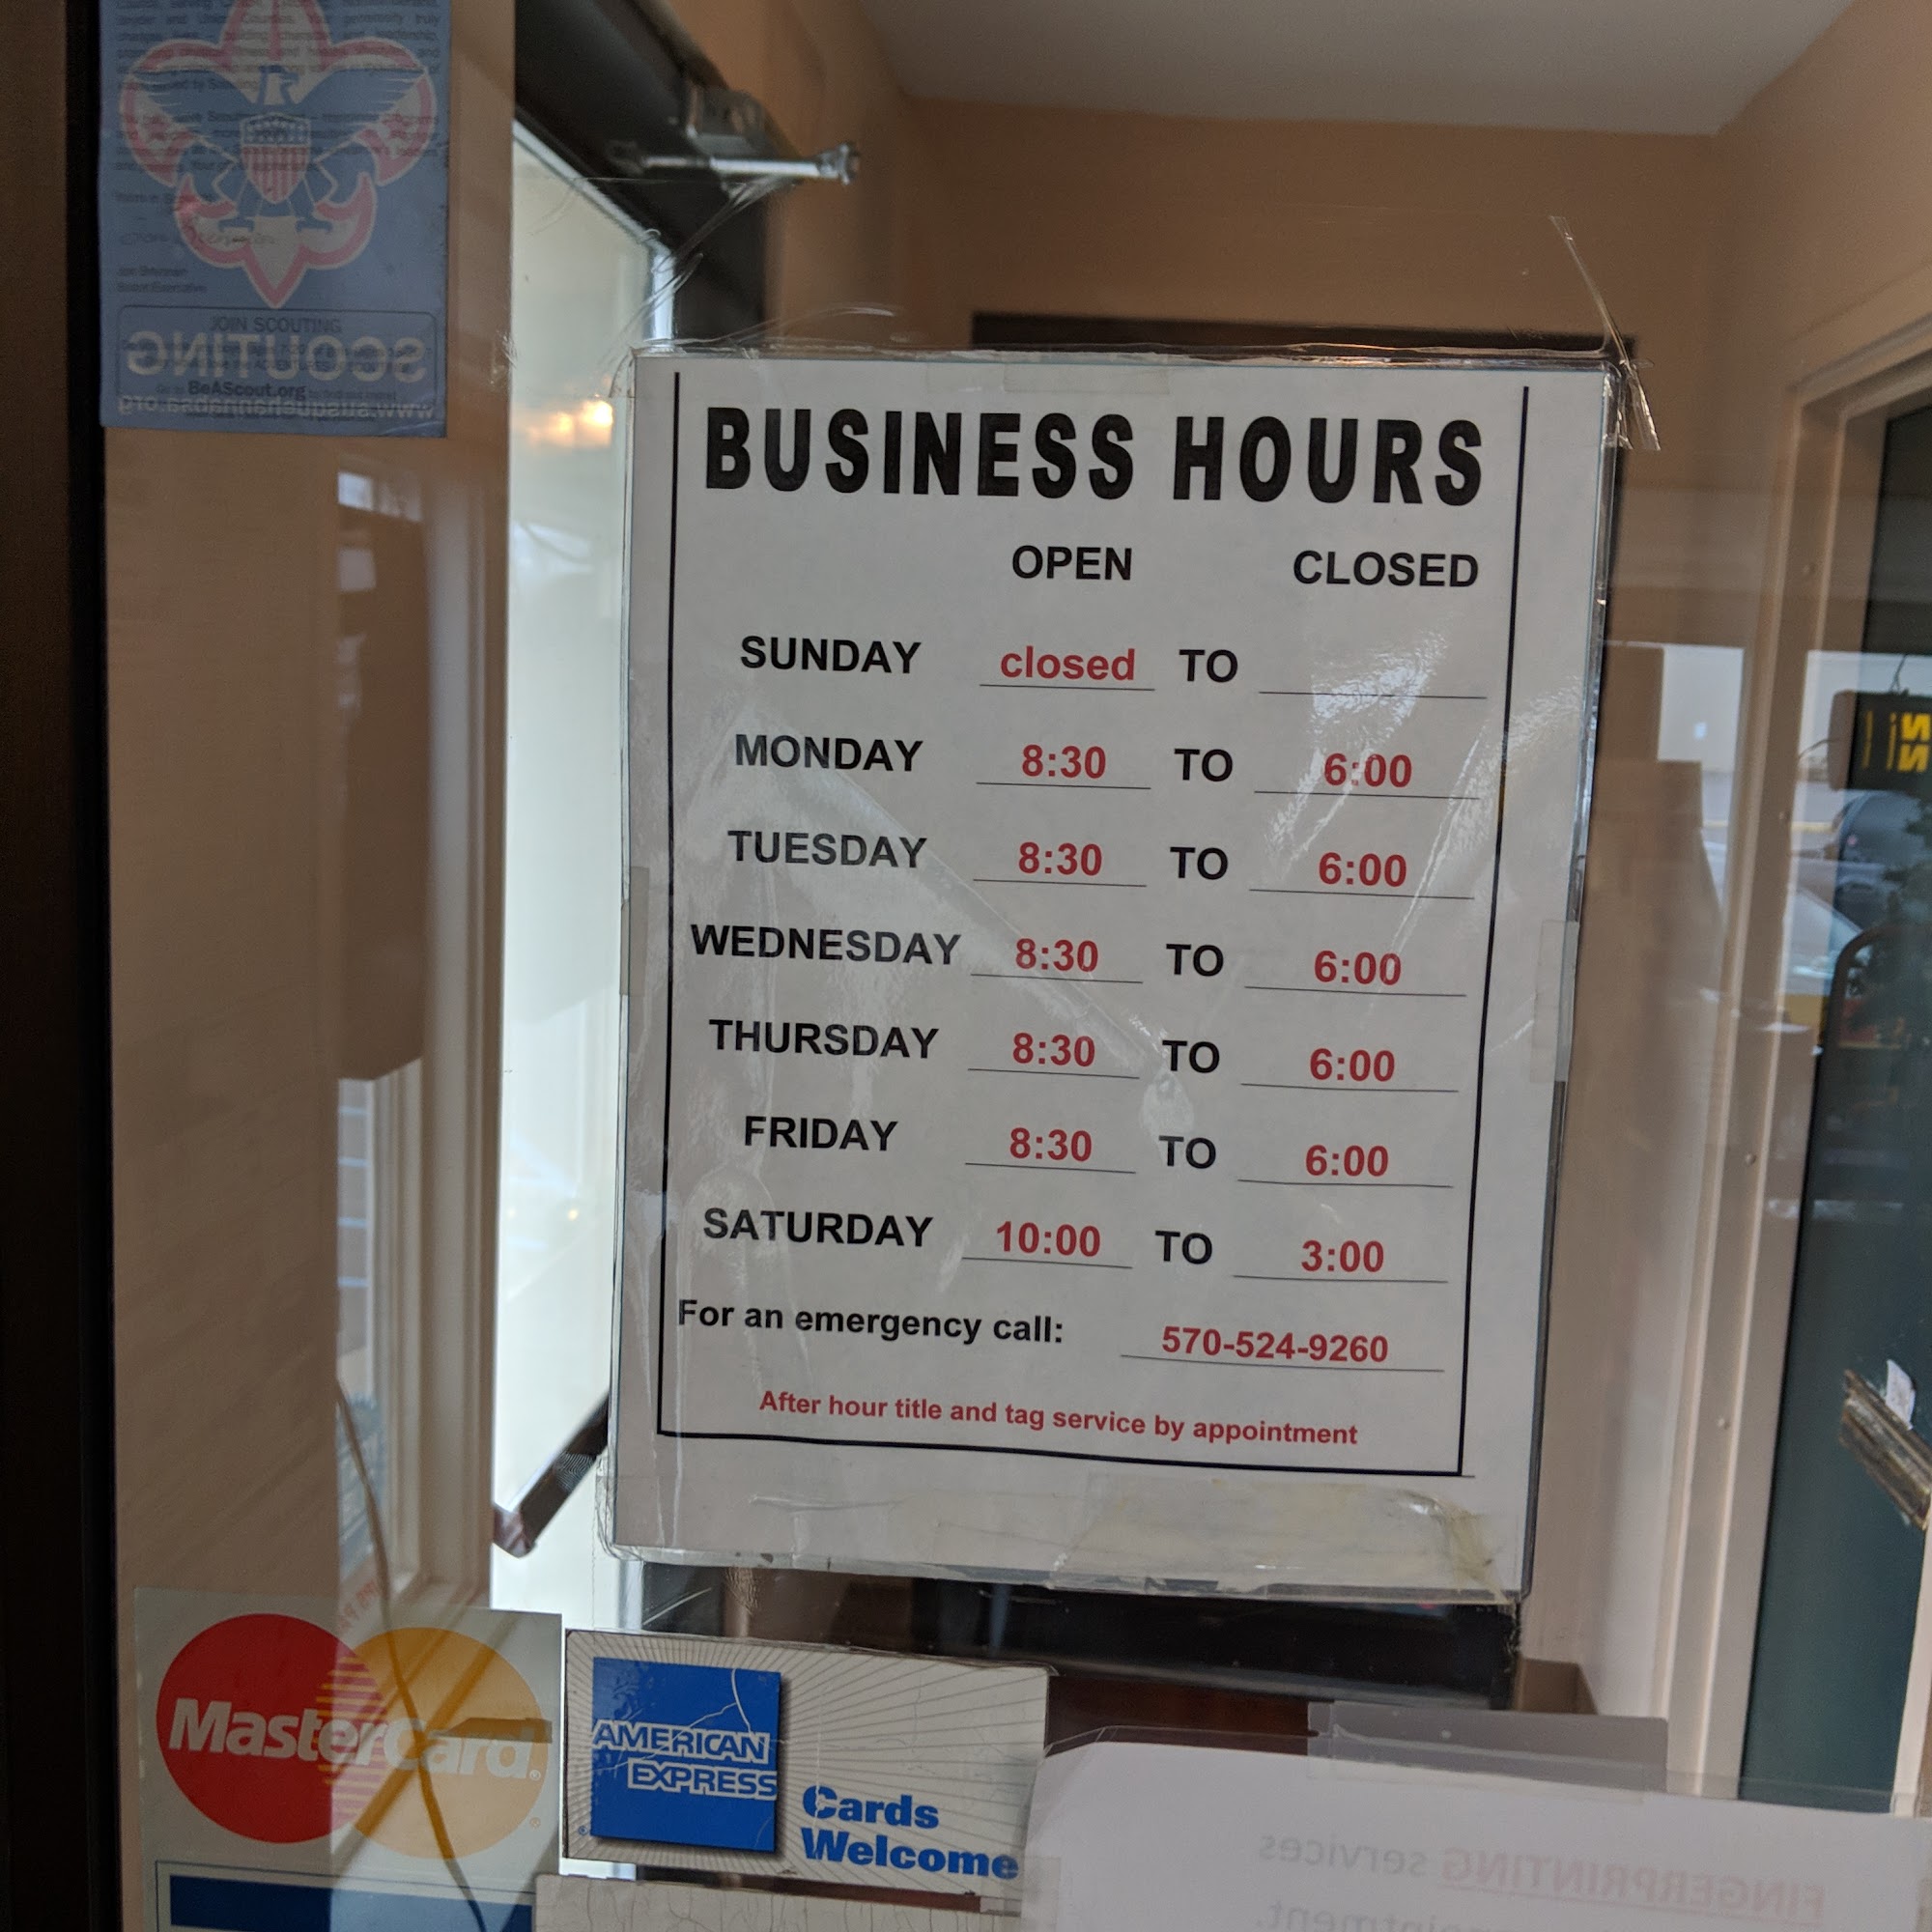 JOIN SCOUTING
SCOUTING
BeAScout.org
BUSINESS HOURS
OPEN CLOSED
SUNDAY closed TO
MONDAY 8:30 TO 6:00
TUESDAY 8:30 TO 6:00
WEDNESDAY 8:30 TO 6:00
THURSDAY 8:30 TO 6:00
FRIDAY 8:30 TO 6:00
SATURDAY 10:00 TO 3:00
For an emergency call: 570-524-9260
After hour title and tag service by appointment
MasterCard
AMERICAN
EXPRESS
Cards
Welcome
FINGERPRINTING services